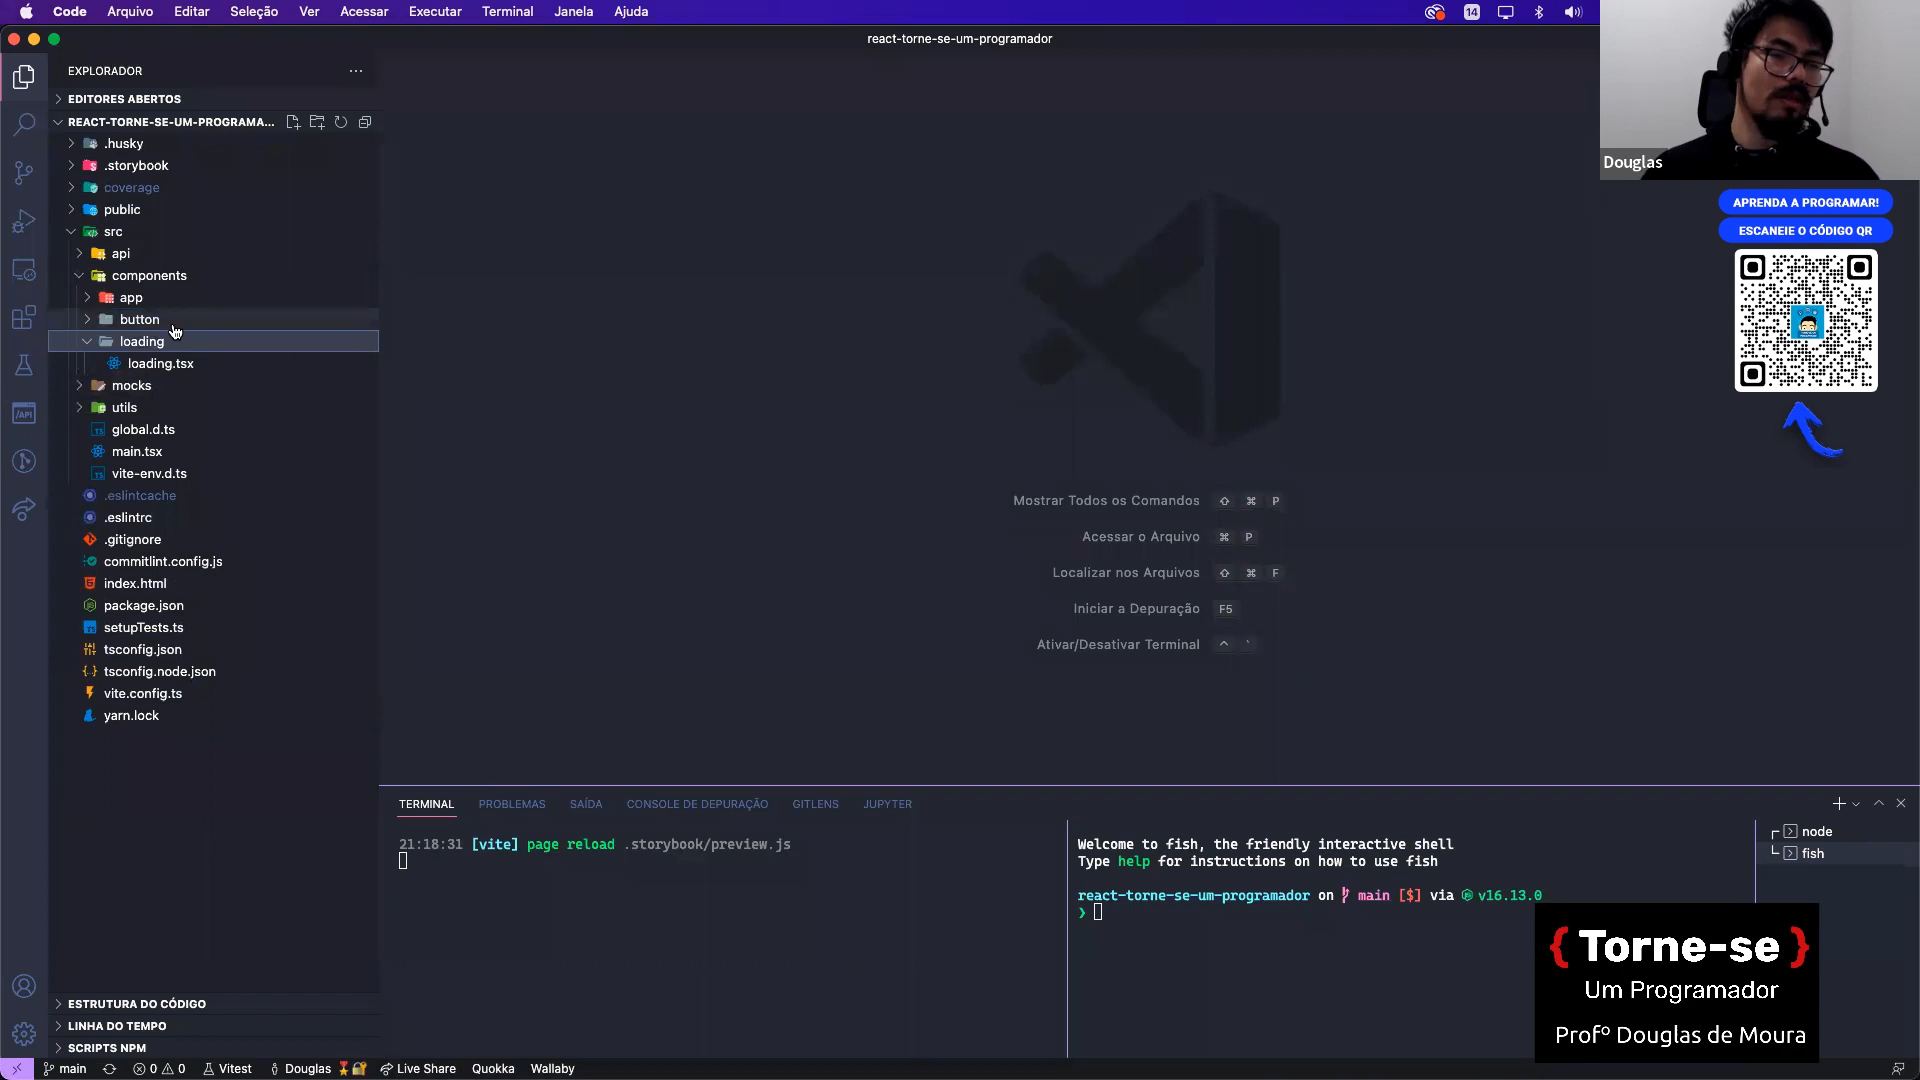 Code Arquivo Editar Seleção Ver Acessar Executar Terminal Janela Ajuda
14
react-torne-se-um-programador
EXPLORADOR
EDITORES ABERTOS
REACT-TORNE-SE-UM-PROGRAMA...
.husky
.storybook
coverage
public
src
api
components
app
button
loading
loading.tsx
mocks
utils
global.d.ts
main.tsx
vite-env.d.ts
.eslintcache
.eslintrc
.gitignore
commitlint.config.js
index.html
package.json
setupTests.ts
tsconfig.json
tsconfig.node.json
vite.config.ts
yarn.lock
ESTRUTURA DO CÓDIGO
LINHA DO TEMPO
SCRIPTS NPM
Mostrar Todos os Comandos ⇧ ⌘ P
Acessar o Arquivo ⌘ P
Localizar nos Arquivos ⇧ ⌘ F
Iniciar a Depuração F5
Ativar/Desativar Terminal ^ `
TERMINAL PROBLEMAS SAÍDA CONSOLE DE DEPURAÇÃO GITLENS JUPYTER
21:18:31 [vite] page reload .storybook/preview.js
Welcome to fish, the friendly interactive shell
Type help for instructions on how to use fish
react-torne-se-um-programador on main [$] via v16.13.0
❯
node
fish
Douglas
APRENDA A PROGRAMAR!
ESCANEIE O CÓDIGO QR
{ Torne-se }
Um Programador
Profº Douglas de Moura
main 0 0 Vitest Douglas Live Share Quokka Wallaby